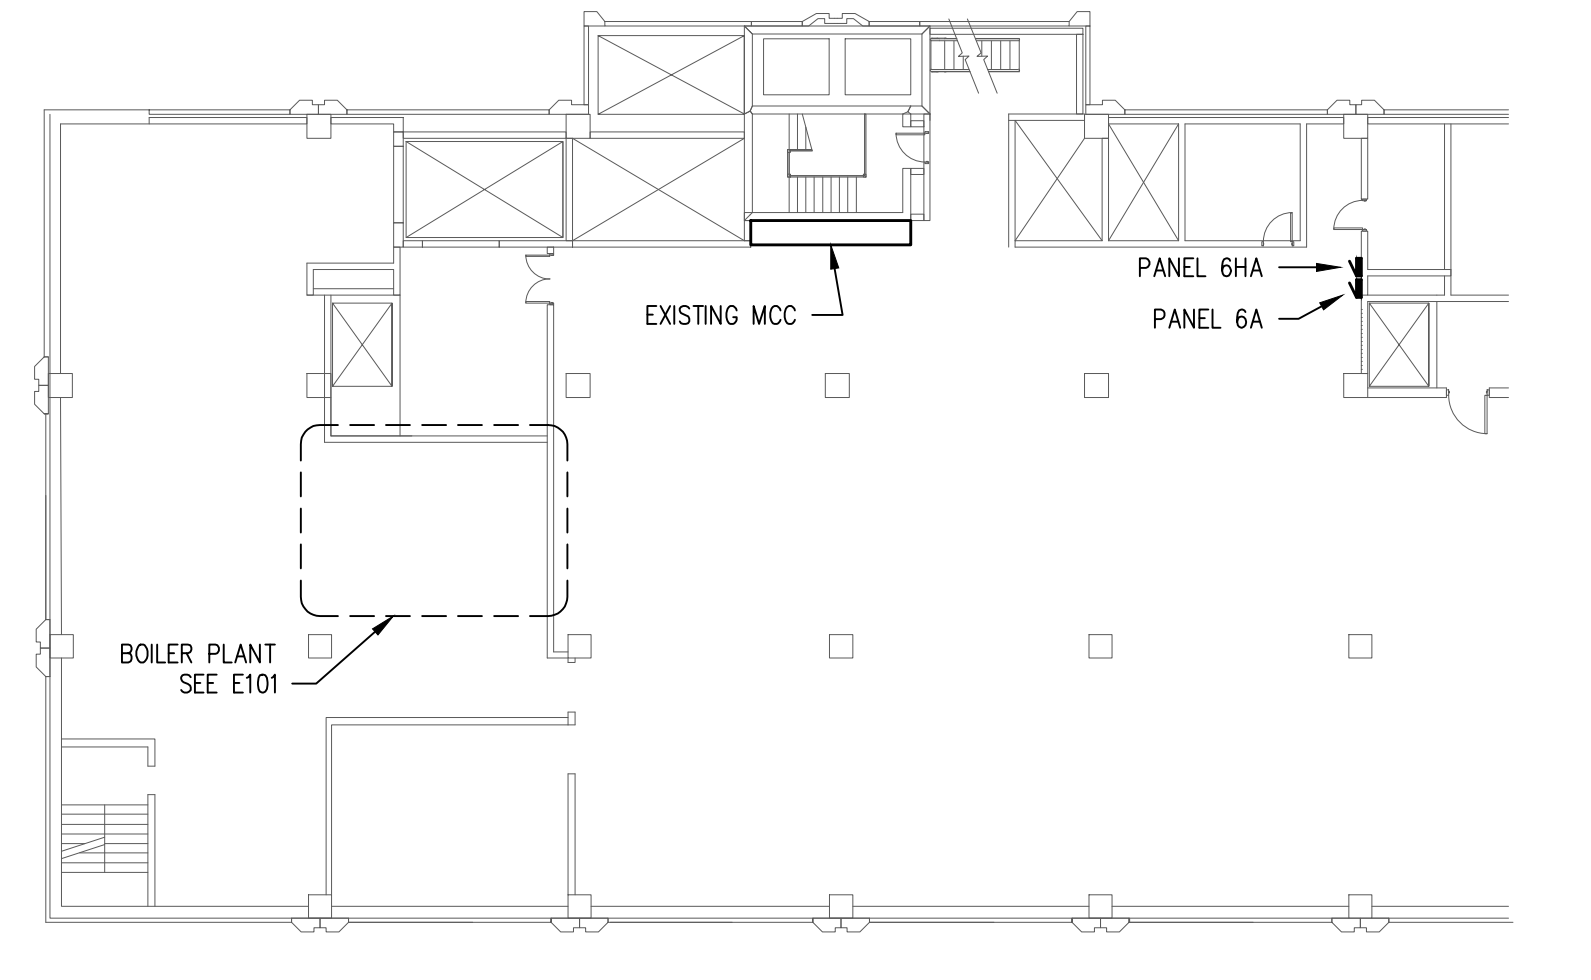 PANEL 6HA
EXISTING MCC
PANEL 6A
BOILER PLANT
SEE E101